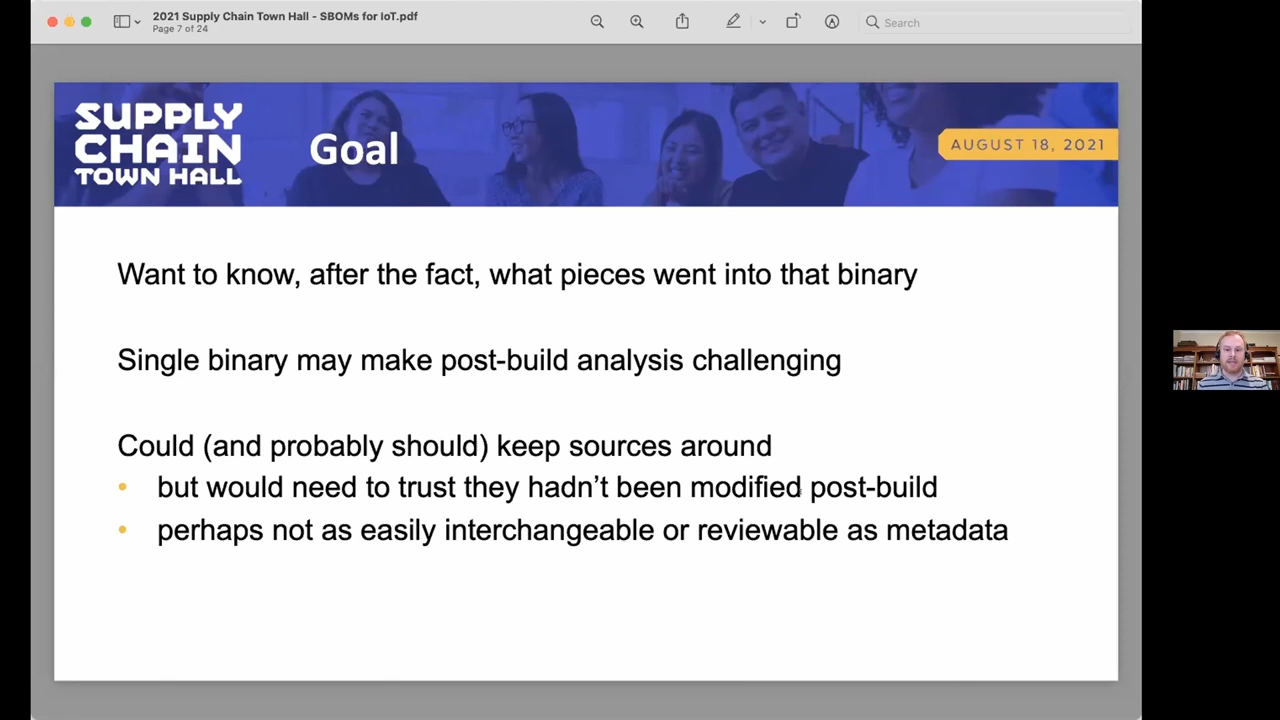 2021 Supply Chain Town Hall - SBOMs for IoT.pdf
Page 7 of 24
Search
SUPPLY
CHAIN
TOWN HALL
Goal
AUGUST 18, 2021
Want to know, after the fact, what pieces went into that binary
Single binary may make post-build analysis challenging
Could (and probably should) keep sources around
• but would need to trust they hadn’t been modified post-build
• perhaps not as easily interchangeable or reviewable as metadata